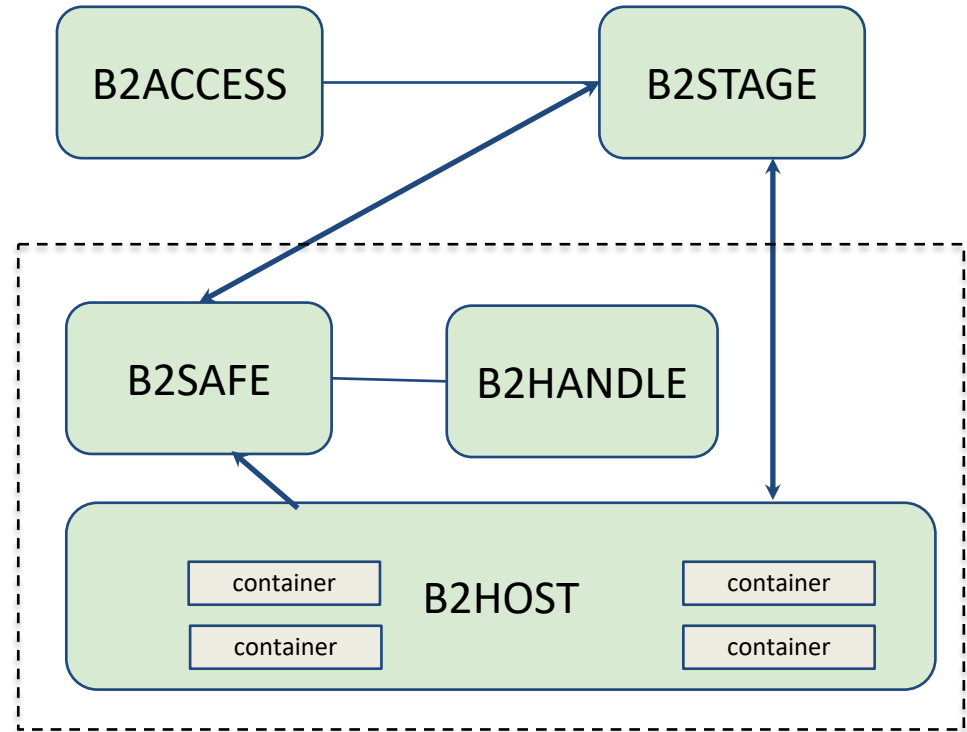 B2ACCESS
B2STAGE
B2SAFE
B2HANDLE
container
container
B2HOST
container
container